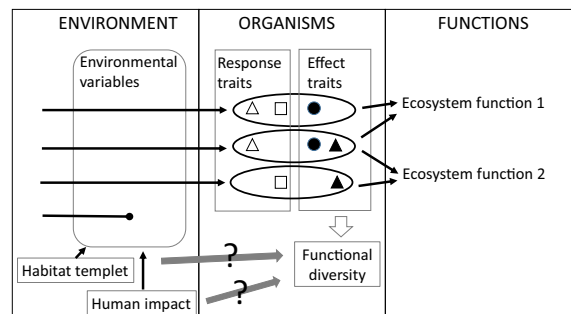 ENVIRONMENT
ORGANISMS
FUNCTIONS
Environmental
variables
Response
traits
Effect
traits
Ecosystem function 1
Ecosystem function 2
Habitat templet
Human impact
?
?
Functional
diversity